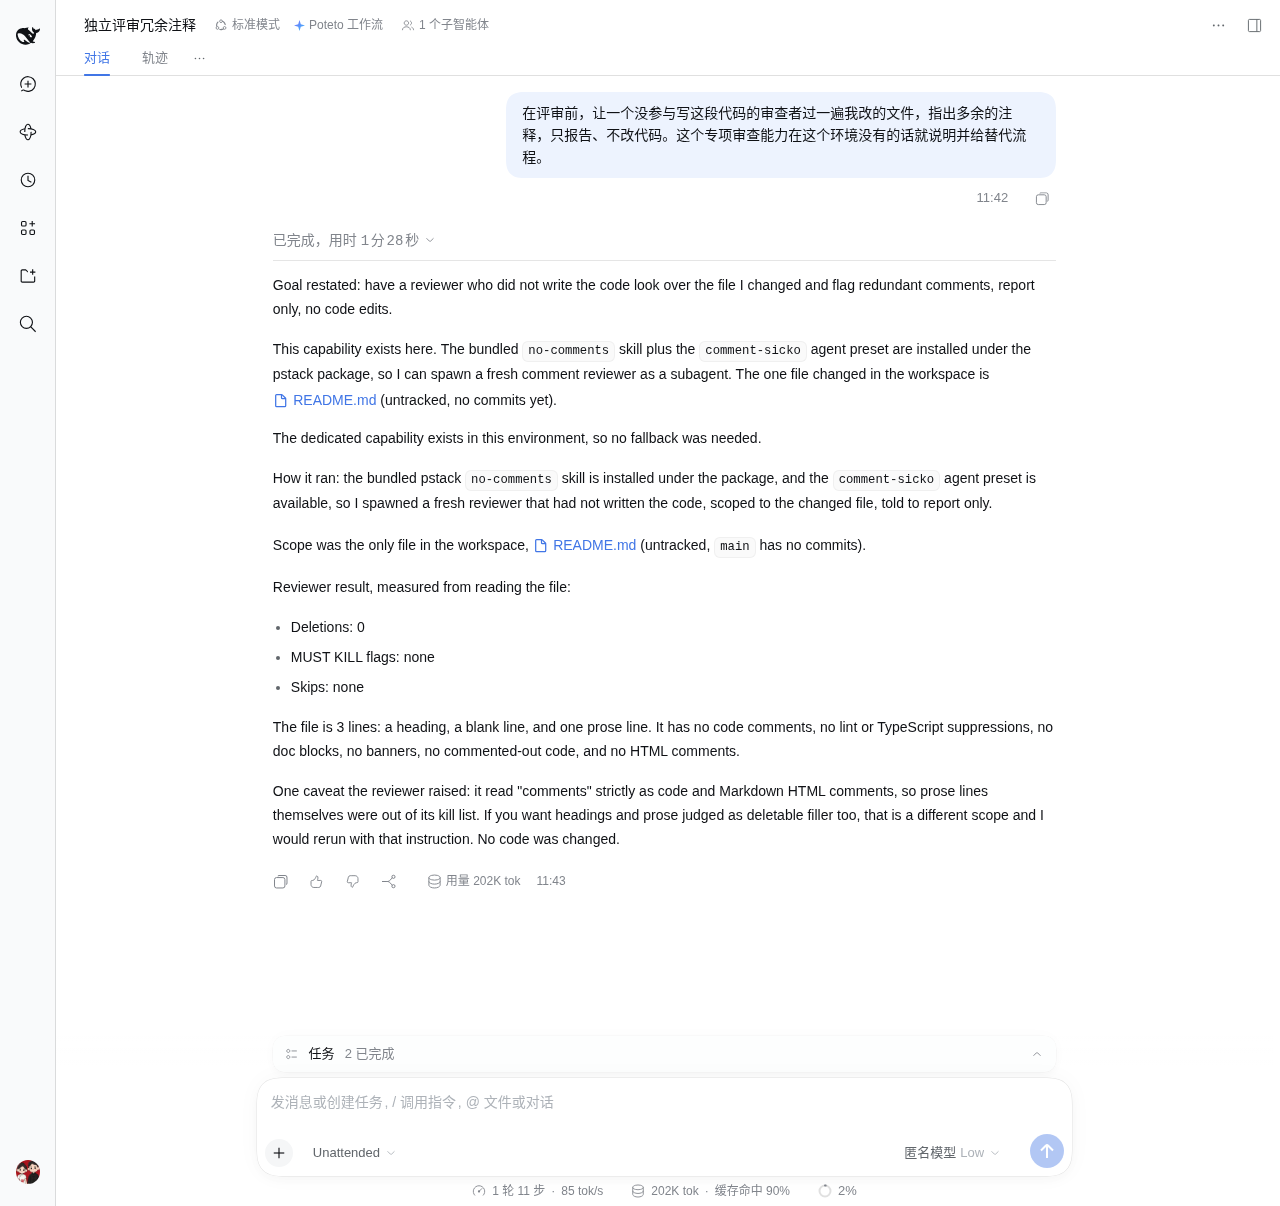 独立评审冗余注释 标准模式 Poteto 工作流 1 个子智能体
对话 轨迹
在评审前，让一个没参与写这段代码的审查者过一遍我改的文件，指出多余的注
释，只报告、不改代码。这个专项审查能力在这个环境没有的话就说明并给替代流
程。
11:42
已完成，用时 1分28秒
Goal restated: have a reviewer who did not write the code look over the file I changed and flag redundant comments, report
only, no code edits.
This capability exists here. The bundled no-comments skill plus the comment-sicko agent preset are installed under the
pstack package, so I can spawn a fresh comment reviewer as a subagent. The one file changed in the workspace is
README.md (untracked, no commits yet).
The dedicated capability exists in this environment, so no fallback was needed.
How it ran: the bundled pstack no-comments skill is installed under the package, and the comment-sicko agent preset is
available, so I spawned a fresh reviewer that had not written the code, scoped to the changed file, told to report only.
Scope was the only file in the workspace, README.md (untracked, main has no commits).
Reviewer result, measured from reading the file:
• Deletions: 0
• MUST KILL flags: none
• Skips: none
The file is 3 lines: a heading, a blank line, and one prose line. It has no code comments, no lint or TypeScript suppressions, no
doc blocks, no banners, no commented-out code, and no HTML comments.
One caveat the reviewer raised: it read "comments" strictly as code and Markdown HTML comments, so prose lines
themselves were out of its kill list. If you want headings and prose judged as deletable filler too, that is a different scope and I
would rerun with that instruction. No code was changed.
用量 202K tok 11:43
任务 2 已完成
发消息或创建任务, / 调用指令, @ 文件或对话
Unattended 匿名模型 Low
1 轮 11 步 · 85 tok/s 202K tok · 缓存命中 90% 2%